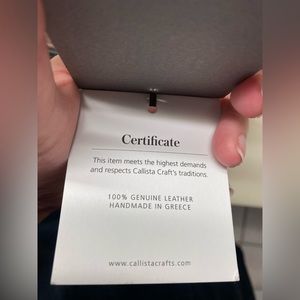 Certificate
This item meets the highest demands
and respects Callista Craft's traditions.
100% GENUINE LEATHER
HANDMADE IN GREECE
www.callistacrafts.com